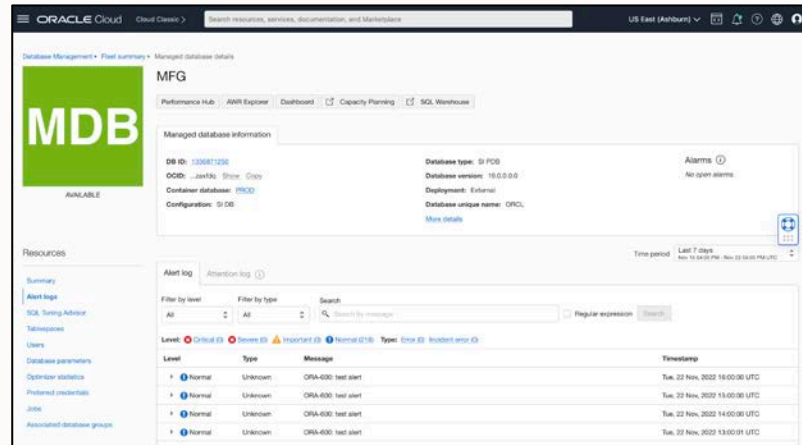 ORACLE Cloud
Cloud Classic >
Search resources, services, documentation, and Marketplace
US East (Ashburn)
Database Management
Fleet summary
Managed database details
MDB
AVAILABLE
MFG
Performance Hub
AWR Explorer
Dashboard
Capacity Planning
SQL Warehouse
Managed database information
DB ID: 1336871250
OCID: ...zavfdq Show Copy
Container database: PROD
Configuration: SI DB
Database type: SI PDB
Database version: 19.0.0.0.0
Deployment: External
Database unique name: ORCL
More details
Alarms
No open alarms
Resources
Summary
Alert logs
SQL Tuning Advisor
Tablespaces
Users
Database parameters
Optimizer statistics
Preferred credentials
Jobs
Associated database groups
Time period
Last 7 days
Alert log
Attention log
Filter by level
All
Filter by type
All
Search
Search by message
Regular expression
Search
Level: Critical (0) Severe (0) Important (0) Normal (218) Type: Error (0) Incident error (0)
Level Type Message Timestamp
Normal Unknown ORA-600: test alert Tue, 22 Nov, 2022 16:00:00 UTC
Normal Unknown ORA-600: test alert Tue, 22 Nov, 2022 15:00:00 UTC
Normal Unknown ORA-600: test alert Tue, 22 Nov, 2022 14:00:00 UTC
Normal Unknown ORA-600: test alert Tue, 22 Nov, 2022 13:00:01 UTC